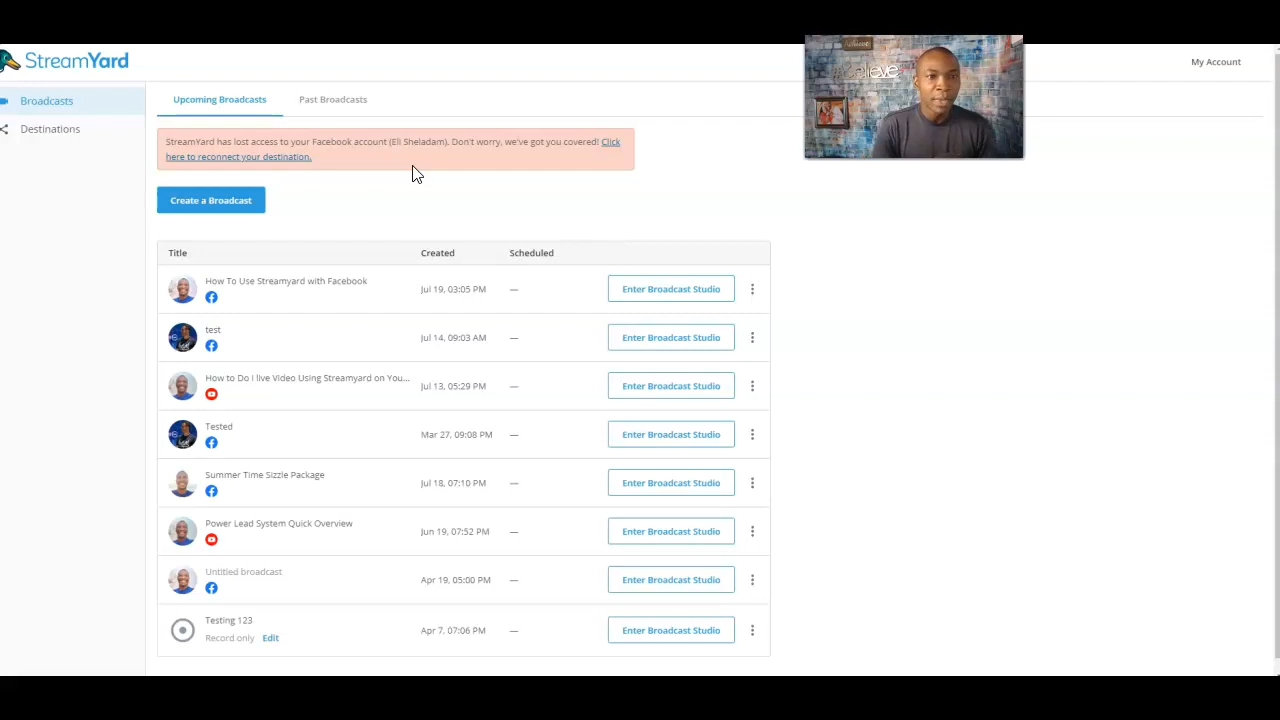 StreamYard
My Account
Broadcasts
Destinations
Upcoming Broadcasts
Past Broadcasts
StreamYard has lost access to your Facebook account (Eli Sheladam). Don't worry, we've got you covered! Click
here to reconnect your destination.
Create a Broadcast
Title Created Scheduled
How To Use Streamyard with Facebook
Jul 19, 03:05 PM — Enter Broadcast Studio
test
Jul 14, 09:03 AM — Enter Broadcast Studio
How to Do I live Video Using Streamyard on You...
Jul 13, 05:29 PM — Enter Broadcast Studio
Tested
Mar 27, 09:08 PM — Enter Broadcast Studio
Summer Time Sizzle Package
Jul 18, 07:10 PM — Enter Broadcast Studio
Power Lead System Quick Overview
Jun 19, 07:52 PM — Enter Broadcast Studio
Untitled broadcast
Apr 19, 05:00 PM — Enter Broadcast Studio
Testing 123
Record only Edit
Apr 7, 07:06 PM — Enter Broadcast Studio